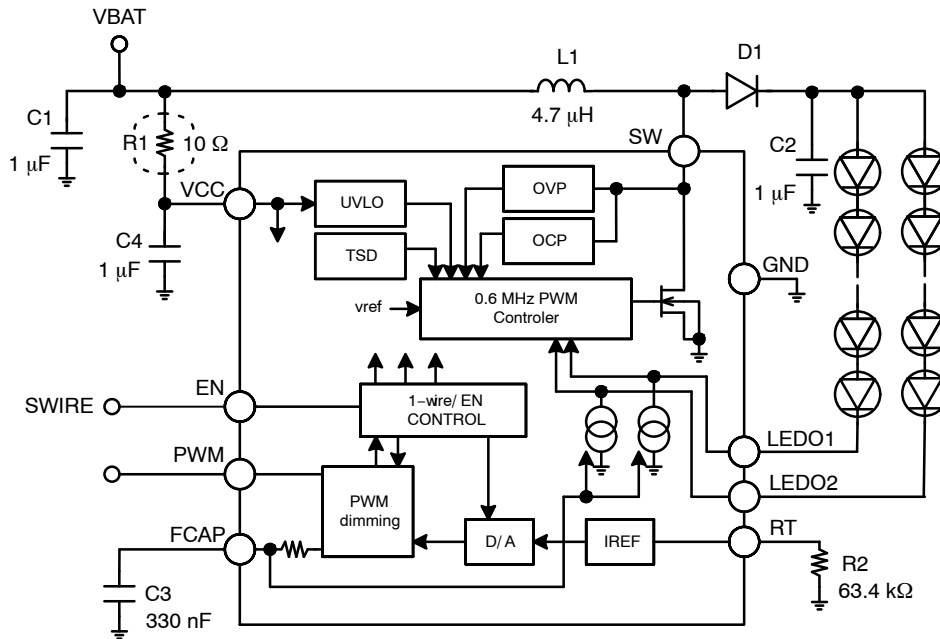 VBAT
L1
D1
C1
R1
10 Ω
4.7 μH
SW
C2
1 μF
OVP
1 μF
VCC
UVLO
C4
OCP
TSD
1 μF
GND
vref
0.6 MHz PWM
Controler
EN
SWIRE
1−wire/ EN
CONTROL
LEDO1
PWM
PWM
dimming
LEDO2
FCAP
D/ A
IREF
RT
C3
330 nF
R2
63.4 kΩ